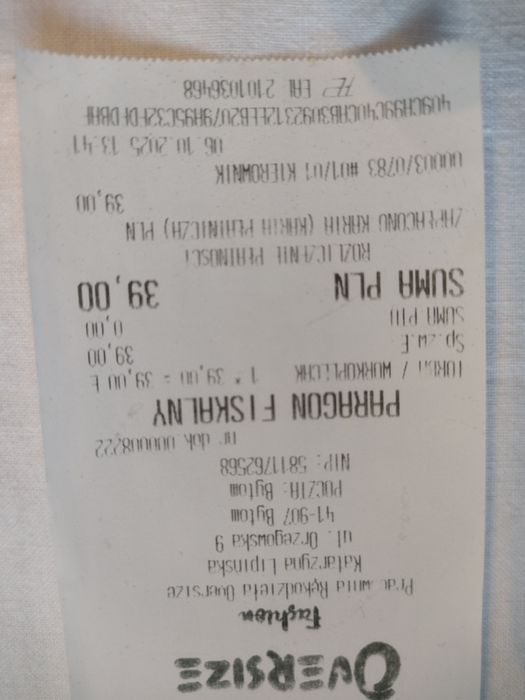 OVERSIZE
fashion
Pracownia Rękodzieła Oversize
Katarzyna Lipińska
ul. Orzegowska 9
41-907 Bytom
POCZTA: Bytom
NIP: 5811762568
nr dok. 00008222
PARAGON FISKALNY
TORBA / WORKOPLECAK 1 * 39,00 = 39,00 E
Sp. zw.E 39,00
SUMA PTU 0,00
SUMA PLN 39,00
ROZLICZENIE PŁATNOŚCI
ZAPŁACONO KARTA (KARTA PŁATNICZA) PLN
39,00
00003/0783 #01/01 KIEROWNIK
06.10.2025 13:41
EAI 2101036468